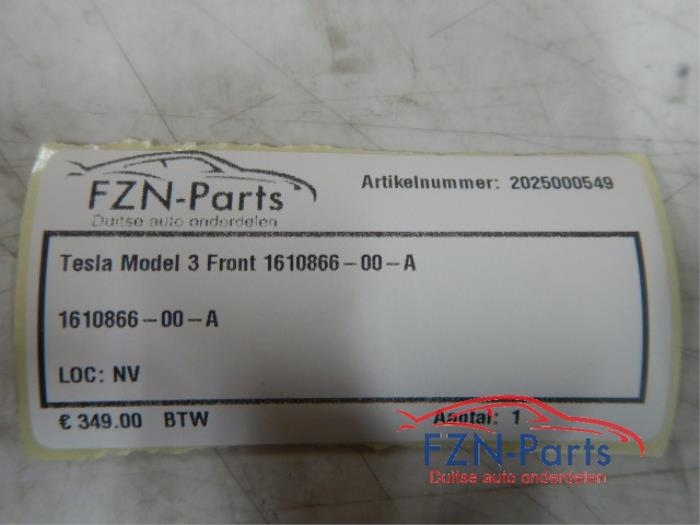 FZN-Parts
Duitse auto onderdelen
Artikelnummer: 2025000549
Tesla Model 3 Front 1610866-00-A
1610866-00-A
LOC: NV
€ 349.00 BTW
Aantal: 1
FZN-Parts
Duitse auto onderdelen